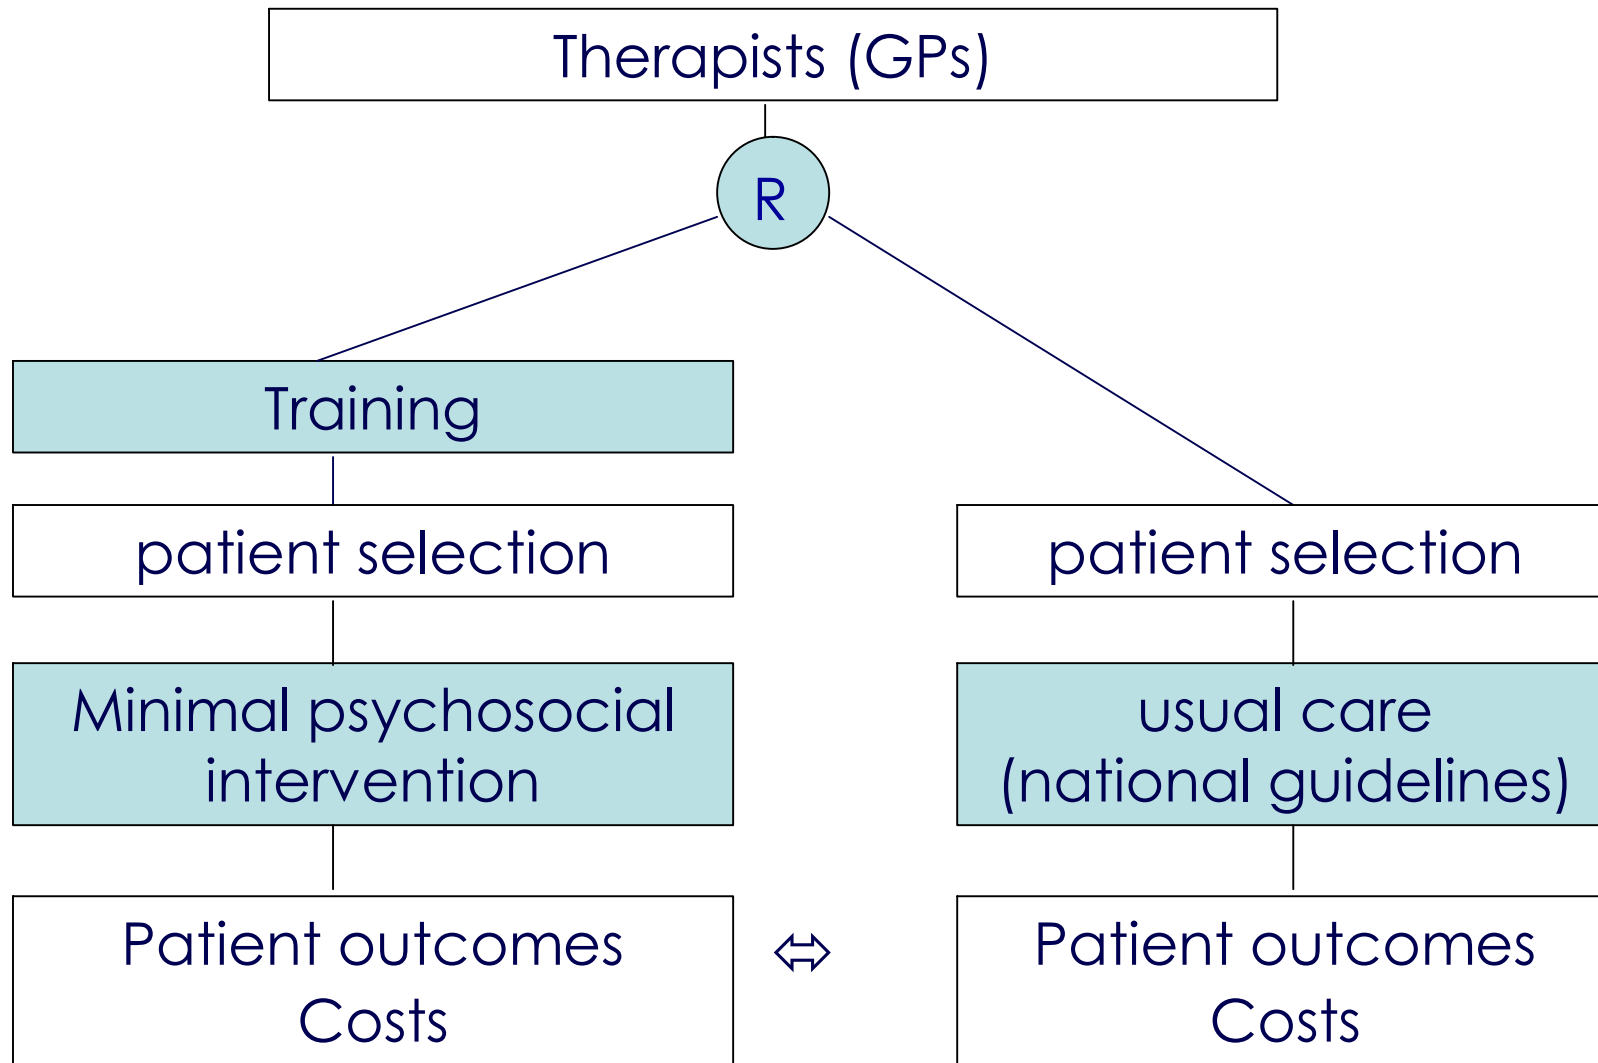 Therapists (GPs)
R
Training
patient selection
patient selection
Minimal psychosocial
intervention
usual care
(national guidelines)
Patient outcomes
Costs
⇔
Patient outcomes
Costs